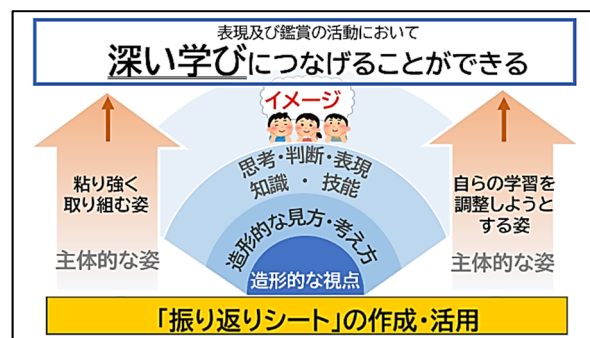 表現及び鑑賞の活動において
深い学びにつなげることができる
イメージ
思考・判断・表現
知識 ・ 技能
造形的な見方・考え方
造形的な視点
粘り強く
取り組む姿
主体的な姿
自らの学習を
調整しようと
する姿
主体的な姿
「振り返りシート」の作成・活用